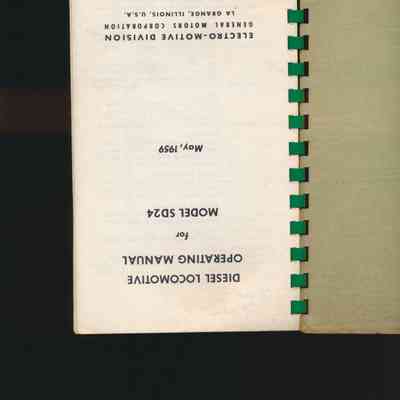 DIESEL LOCOMOTIVE
OPERATING MANUAL
for
MODEL SD24
May, 1959
ELECTRO-MOTIVE DIVISION
GENERAL MOTORS CORPORATION
LA GRANGE, ILLINOIS, U.S.A.